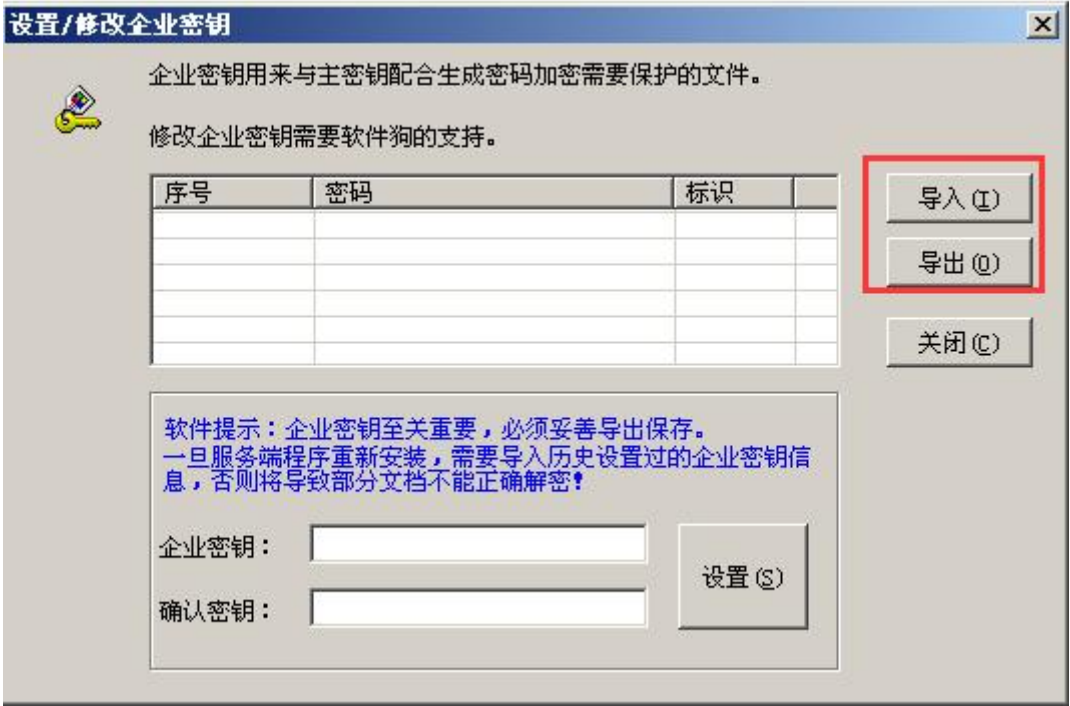 设置/修改企业密钥
企业密钥用来与主密钥配合生成密码加密需要保护的文件。
修改企业密钥需要软件狗的支持。
序号 密码 标识
导入(I)
导出(O)
关闭(C)
软件提示：企业密钥至关重要，必须妥善导出保存。
一旦服务端程序重新安装，需要导入历史设置过的企业密钥信
息，否则将导致部分文档不能正确解密！
企业密钥：
确认密钥：
设置(S)